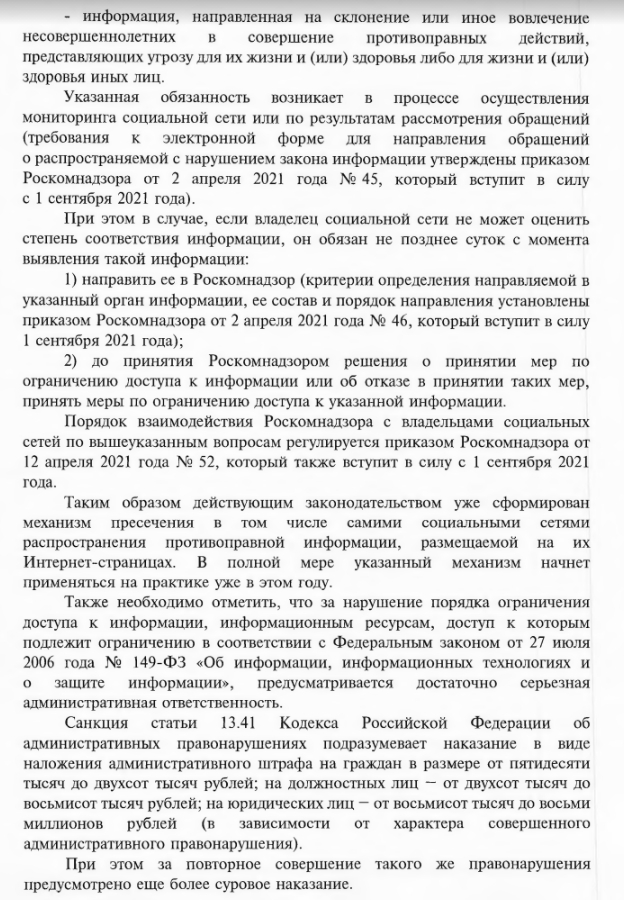 - информация, направленная на склонение или иное вовлечение
несовершеннолетних в совершение противоправных действий,
представляющих угрозу для их жизни и (или) здоровья либо для жизни и (или)
здоровья иных лиц.
Указанная обязанность возникает в процессе осуществления
мониторинга социальной сети или по результатам рассмотрения обращений
(требования к электронной форме для направления обращений
о распространяемой с нарушением закона информации утверждены приказом
Роскомнадзора от 2 апреля 2021 года № 45, который вступит в силу
с 1 сентября 2021 года).
При этом в случае, если владелец социальной сети не может оценить
степень соответствия информации, он обязан не позднее суток с момента
выявления такой информации:
1) направить ее в Роскомнадзор (критерии определения направляемой в
указанный орган информации, ее состав и порядок направления установлены
приказом Роскомнадзора от 2 апреля 2021 года № 46, который вступит в силу
1 сентября 2021 года);
2) до принятия Роскомнадзором решения о принятии мер по
ограничению доступа к информации или об отказе в принятии таких мер,
принять меры по ограничению доступа к указанной информации.
Порядок взаимодействия Роскомнадзора с владельцами социальных
сетей по вышеуказанным вопросам регулируется приказом Роскомнадзора от
12 апреля 2021 года № 52, который также вступит в силу с 1 сентября 2021
года.
Таким образом действующим законодательством уже сформирован
механизм пресечения в том числе самими социальными сетями
распространения противоправной информации, размещаемой на их
Интернет-страницах. В полной мере указанный механизм начнет
применяться на практике уже в этом году.
Также необходимо отметить, что за нарушение порядка ограничения
доступа к информации, информационным ресурсам, доступ к которым
подлежит ограничению в соответствии с Федеральным законом от 27 июля
2006 года № 149-ФЗ «Об информации, информационных технологиях и
о защите информации», предусматривается достаточно серьезная
административная ответственность.
Санкция статьи 13.41 Кодекса Российской Федерации об
административных правонарушениях подразумевает наказание в виде
наложения административного штрафа на граждан в размере от пятидесяти
тысяч до двухсот тысяч рублей; на должностных лиц – от двухсот тысяч до
восьмисот тысяч рублей; на юридических лиц – от восьмисот тысяч до восьми
миллионов рублей (в зависимости от характера совершенного
административного правонарушения).
При этом за повторное совершение такого же правонарушения
предусмотрено еще более суровое наказание.